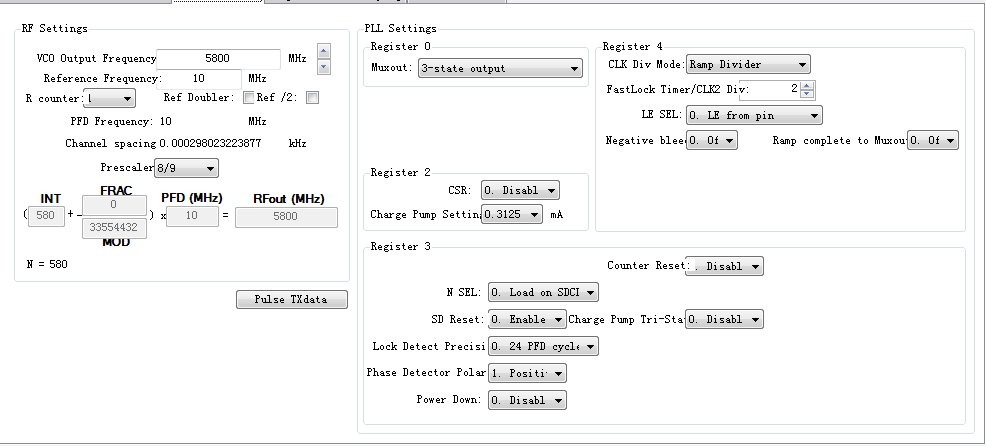 RF Settings
VCO Output Frequency 5800 MHz
Reference Frequency: 10 MHz
R counter: Ref Doubler: Ref /2:
PFD Frequency: 10 MHz
Channel spacing 0.000298023223877 kHz
Prescaler 8/9
INT FRAC PFD (MHz) RFout (MHz)
( 580 + 0 ) x 10 = 5800
33554432
MOD
N = 580
Pulse TXdata
PLL Settings
Register 0
Muxout: 3-state output
Register 4
CLK Div Mode: Ramp Divider
FastLock Timer/CLK2 Div: 2
LE SEL: 0. LE from pin
Negative blee 0. Of Ramp complete to Muxou 0. Of
Register 2
CSR: 0. Disabl
Charge Pump Settin 0.3125 mA
Register 3
Counter Reset: . Disabl
N SEL: 0. Load on SDCI
SD Reset: 0. Enable Charge Pump Tri-Sta 0. Disabl
Lock Detect Precisi 0. 24 PFD cycle
Phase Detector Polar 1. Positi
Power Down: 0. Disabl